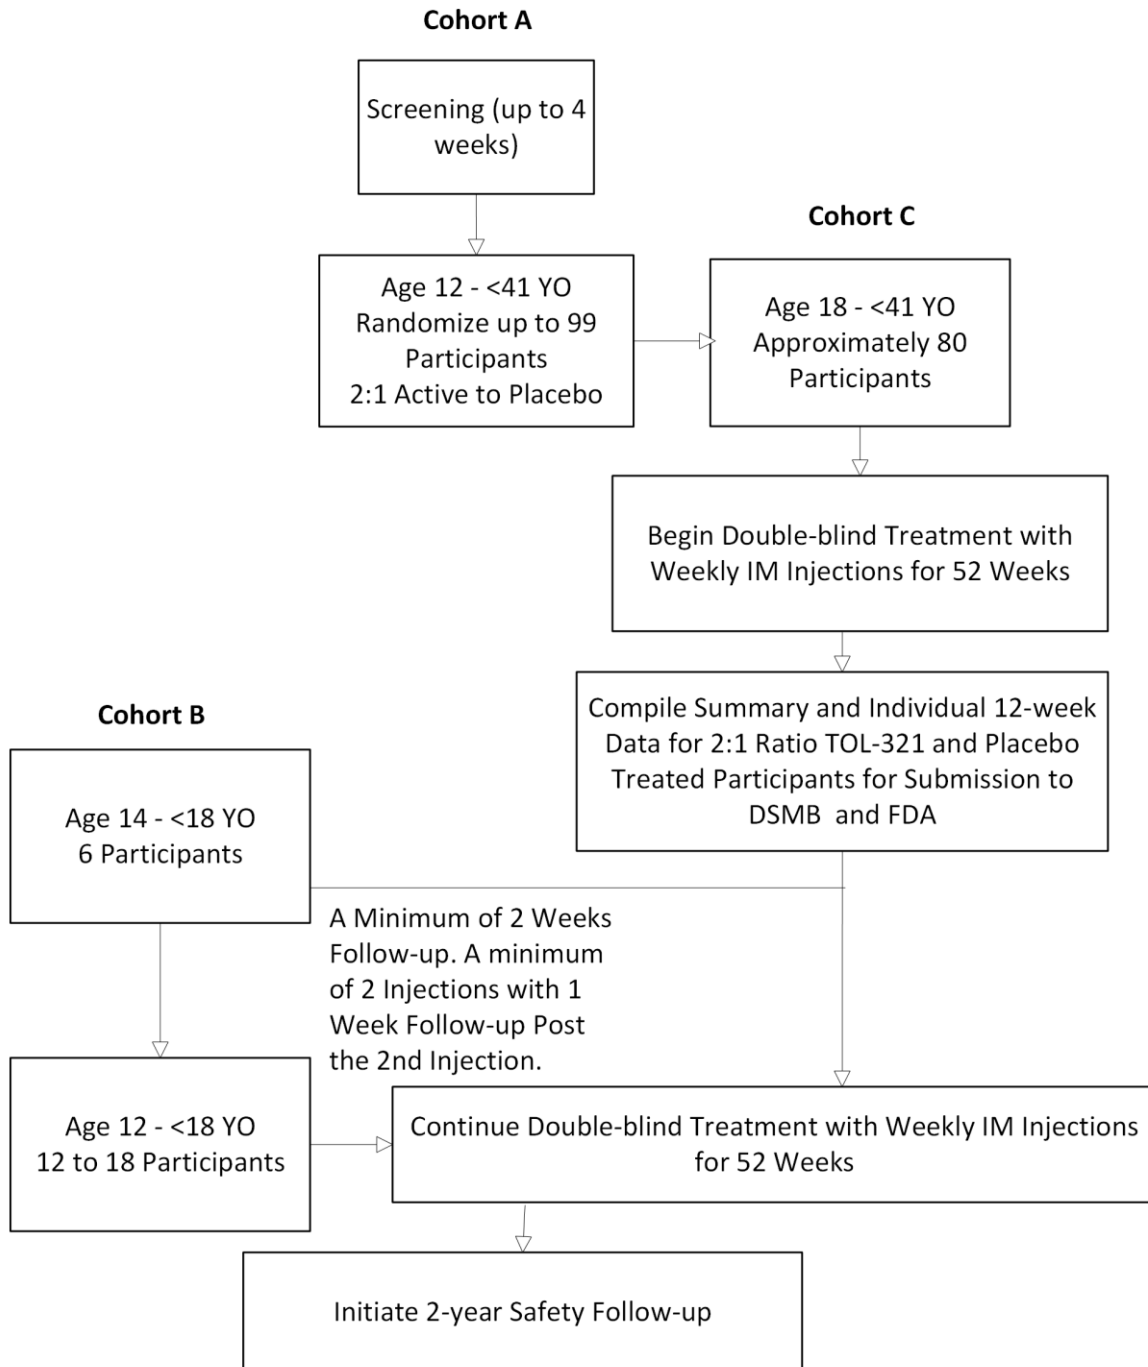 Cohort A
Screening (up to 4
weeks)
Cohort C
Age 12 - <41 YO
Randomize up to 99
Participants
2:1 Active to Placebo
Age 18 - <41 YO
Approximately 80
Participants
Begin Double-blind Treatment with
Weekly IM Injections for 52 Weeks
Compile Summary and Individual 12-week
Data for 2:1 Ratio TOL-321 and Placebo
Treated Participants for Submission to
DSMB and FDA
Cohort B
Age 14 - <18 YO
6 Participants
A Minimum of 2 Weeks
Follow-up. A minimum
of 2 Injections with 1
Week Follow-up Post
the 2nd Injection.
Age 12 - <18 YO
12 to 18 Participants
Continue Double-blind Treatment with Weekly IM Injections
for 52 Weeks
Initiate 2-year Safety Follow-up